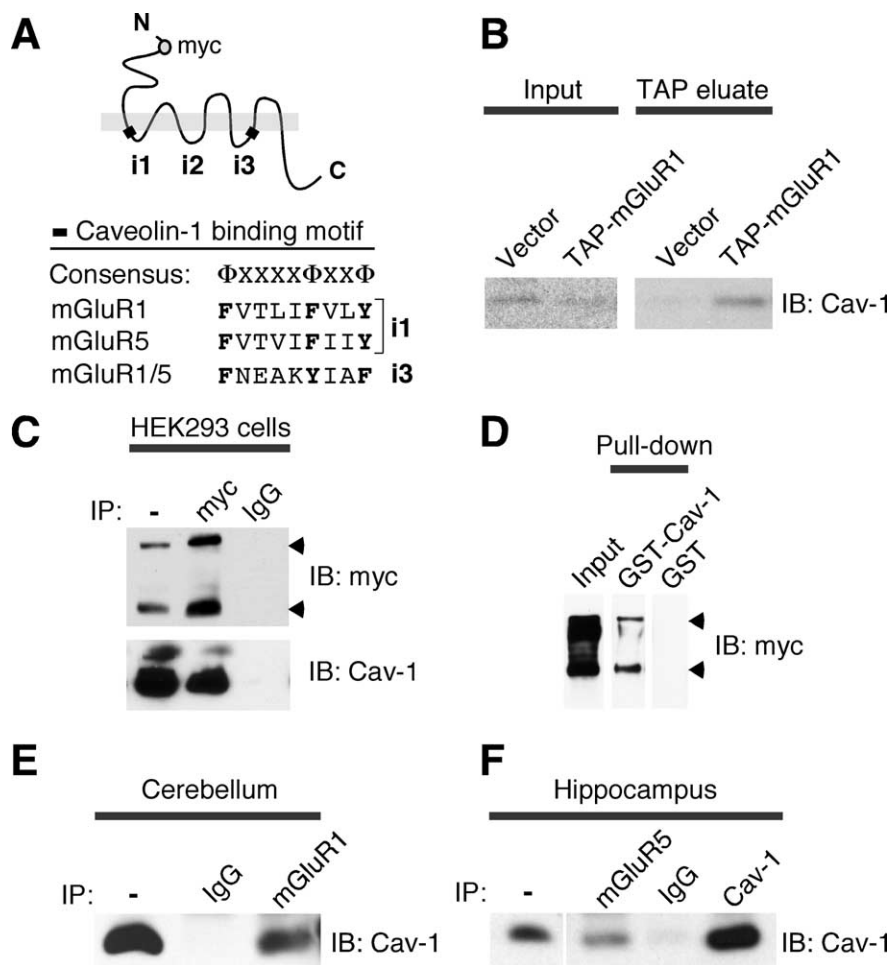 A
N
myc
i1 i2 i3
C
Caveolin-1 binding motif
Consensus: ΦXXXXΦXXΦ
mGluR1 FVTLIFVLY
i1
mGluR5 FVTVIFIIY
mGluR1/5 FNEAKYIAF i3
B
Input TAP eluate
Vector TAP-mGluR1 Vector TAP-mGluR1
IB: Cav-1
C
HEK293 cells
IP: - myc IgG
IB: myc
IB: Cav-1
D
Pull-down
Input GST-Cav-1 GST
IB: myc
E
Cerebellum
IP: - IgG mGluR1
IB: Cav-1
F
Hippocampus
IP: - mGluR5 IgG Cav-1
IB: Cav-1